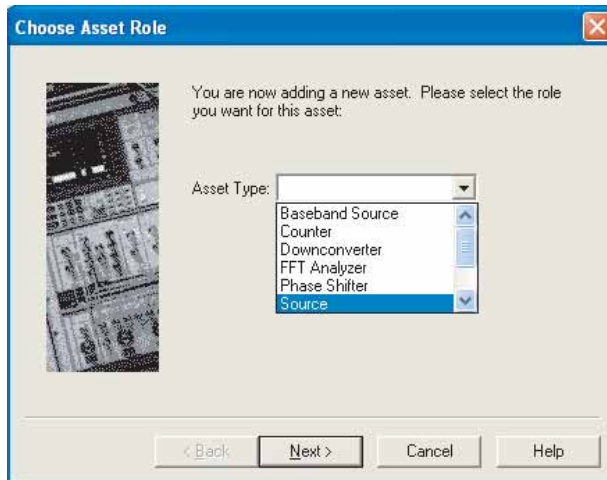 Choose Asset Role
You are now adding a new asset. Please select the role
you want for this asset:
Asset Type:
Baseband Source
Counter
Downconverter
FFT Analyzer
Phase Shifter
Source
< Back
Next >
Cancel
Help